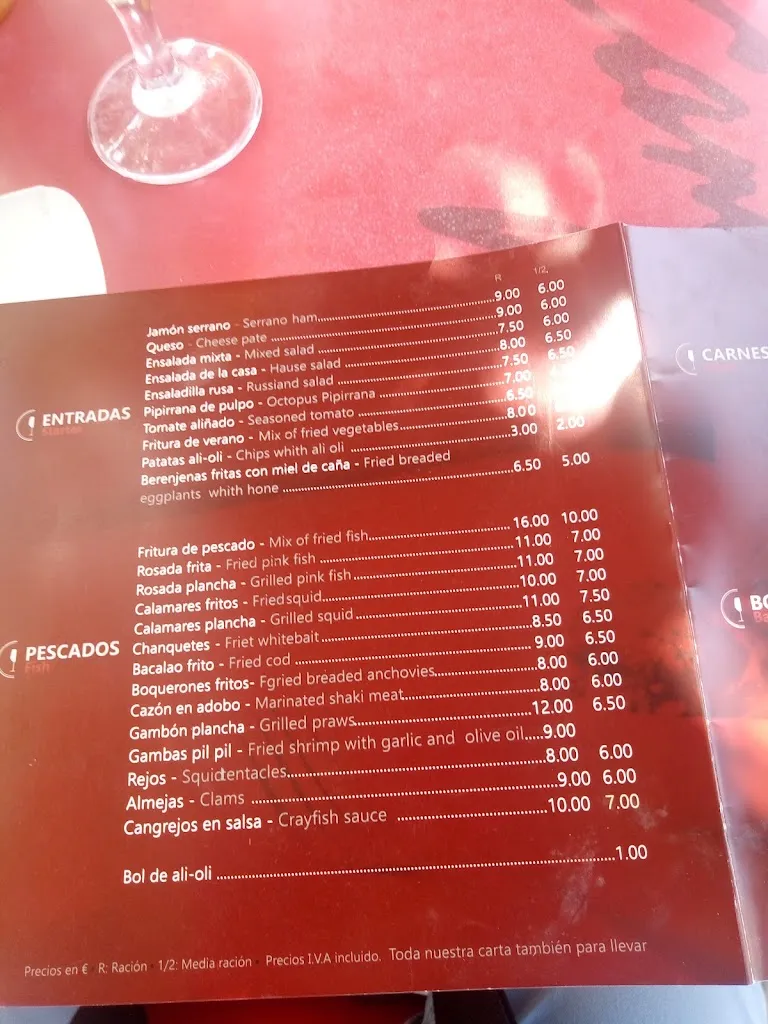 R 1/2,
ENTRADAS
Starter
Jamón serrano - Serrano ham 9.00 6.00
Queso - Cheese pate 9.00 6.00
Ensalada mixta - Mixed salad 7.50 6.00
Ensalada de la casa - Hause salad 8.00 6.50
Ensaladilla rusa - Russiand salad 7.50 6.50
Pipirrana de pulpo - Octopus Pipirrana 7.00
Tomate aliñado - Seasoned tomato 6.50
Fritura de verano - Mix of fried vegetables 8.00
Patatas ali-oli - Chips whith ali oli 3.00 2.00
Berenjenas fritas con miel de caña - Fried breaded
eggplants whith hone 6.50 5.00
PESCADOS
Fish
Fritura de pescado - Mix of fried fish 16.00 10.00
Rosada frita - Fried pink fish 11.00 7.00
Rosada plancha - Grilled pink fish 11.00 7.00
Calamares fritos - Fried squid 10.00 7.00
Calamares plancha - Grilled squid 11.00 7.50
Chanquetes - Friet whitebait 8.50 6.50
Bacalao frito - Fried cod 9.00 6.50
Boquerones fritos- Fgried breaded anchovies 8.00 6.00
Cazón en adobo - Marinated shaki meat 8.00 6.00
Gambón plancha - Grilled praws 12.00 6.50
Gambas pil pil - Fried shrimp with garlic and olive oil 9.00
Rejos - Squidtentacles 8.00 6.00
Almejas - Clams 9.00 6.00
Cangrejos en salsa - Crayfish sauce 10.00 7.00
Bol de ali-oli 1.00
Precios en € R: Ración · 1/2: Media ración · Precios I.V.A incluido. Toda nuestra carta también para llevar
CARNES
BO
Ba